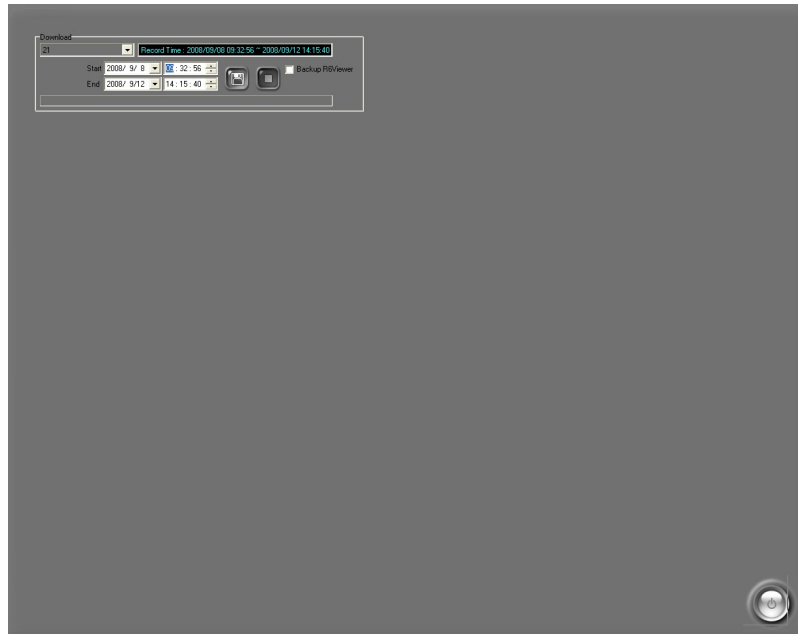 Download
21
Record Time : 2008/09/08 09:32:56 ~ 2008/09/12 14:15:40
Start 2008/ 9/ 8 09 : 32 : 56
Backup R6Viewer
End 2008/ 9/12 14 : 15 : 40